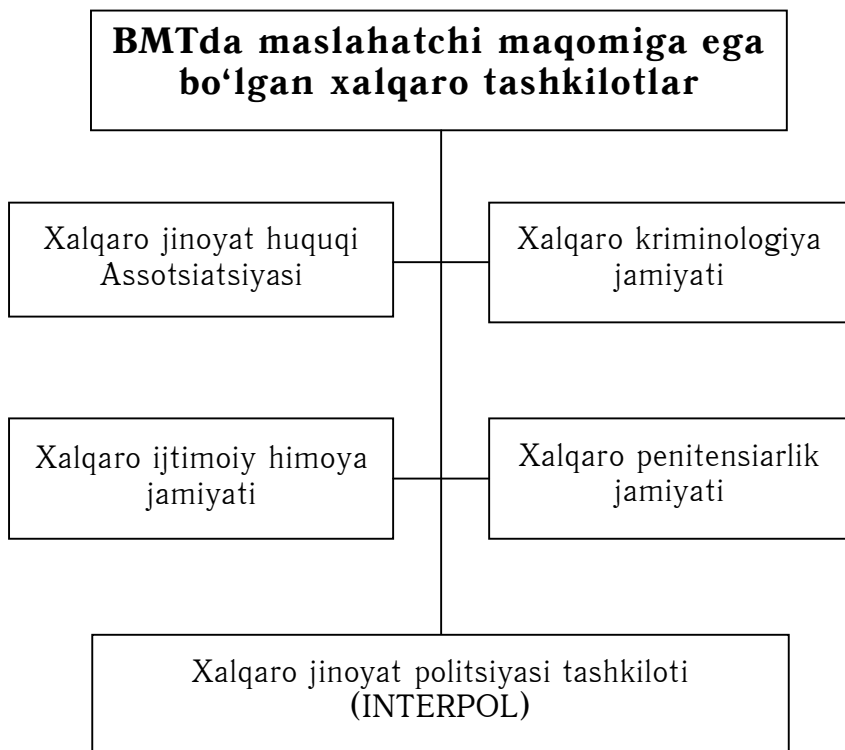 BMTda maslahatchi maqomiga ega
bo‘lgan xalqaro tashkilotlar
Xalqaro jinoyat huquqi
Assotsiatsiyasi
Xalqaro kriminologiya
jamiyati
Xalqaro ijtimoiy himoya
jamiyati
Xalqaro penitensiarlik
jamiyati
Xalqaro jinoyat politsiyasi tashkiloti
(INTERPOL)